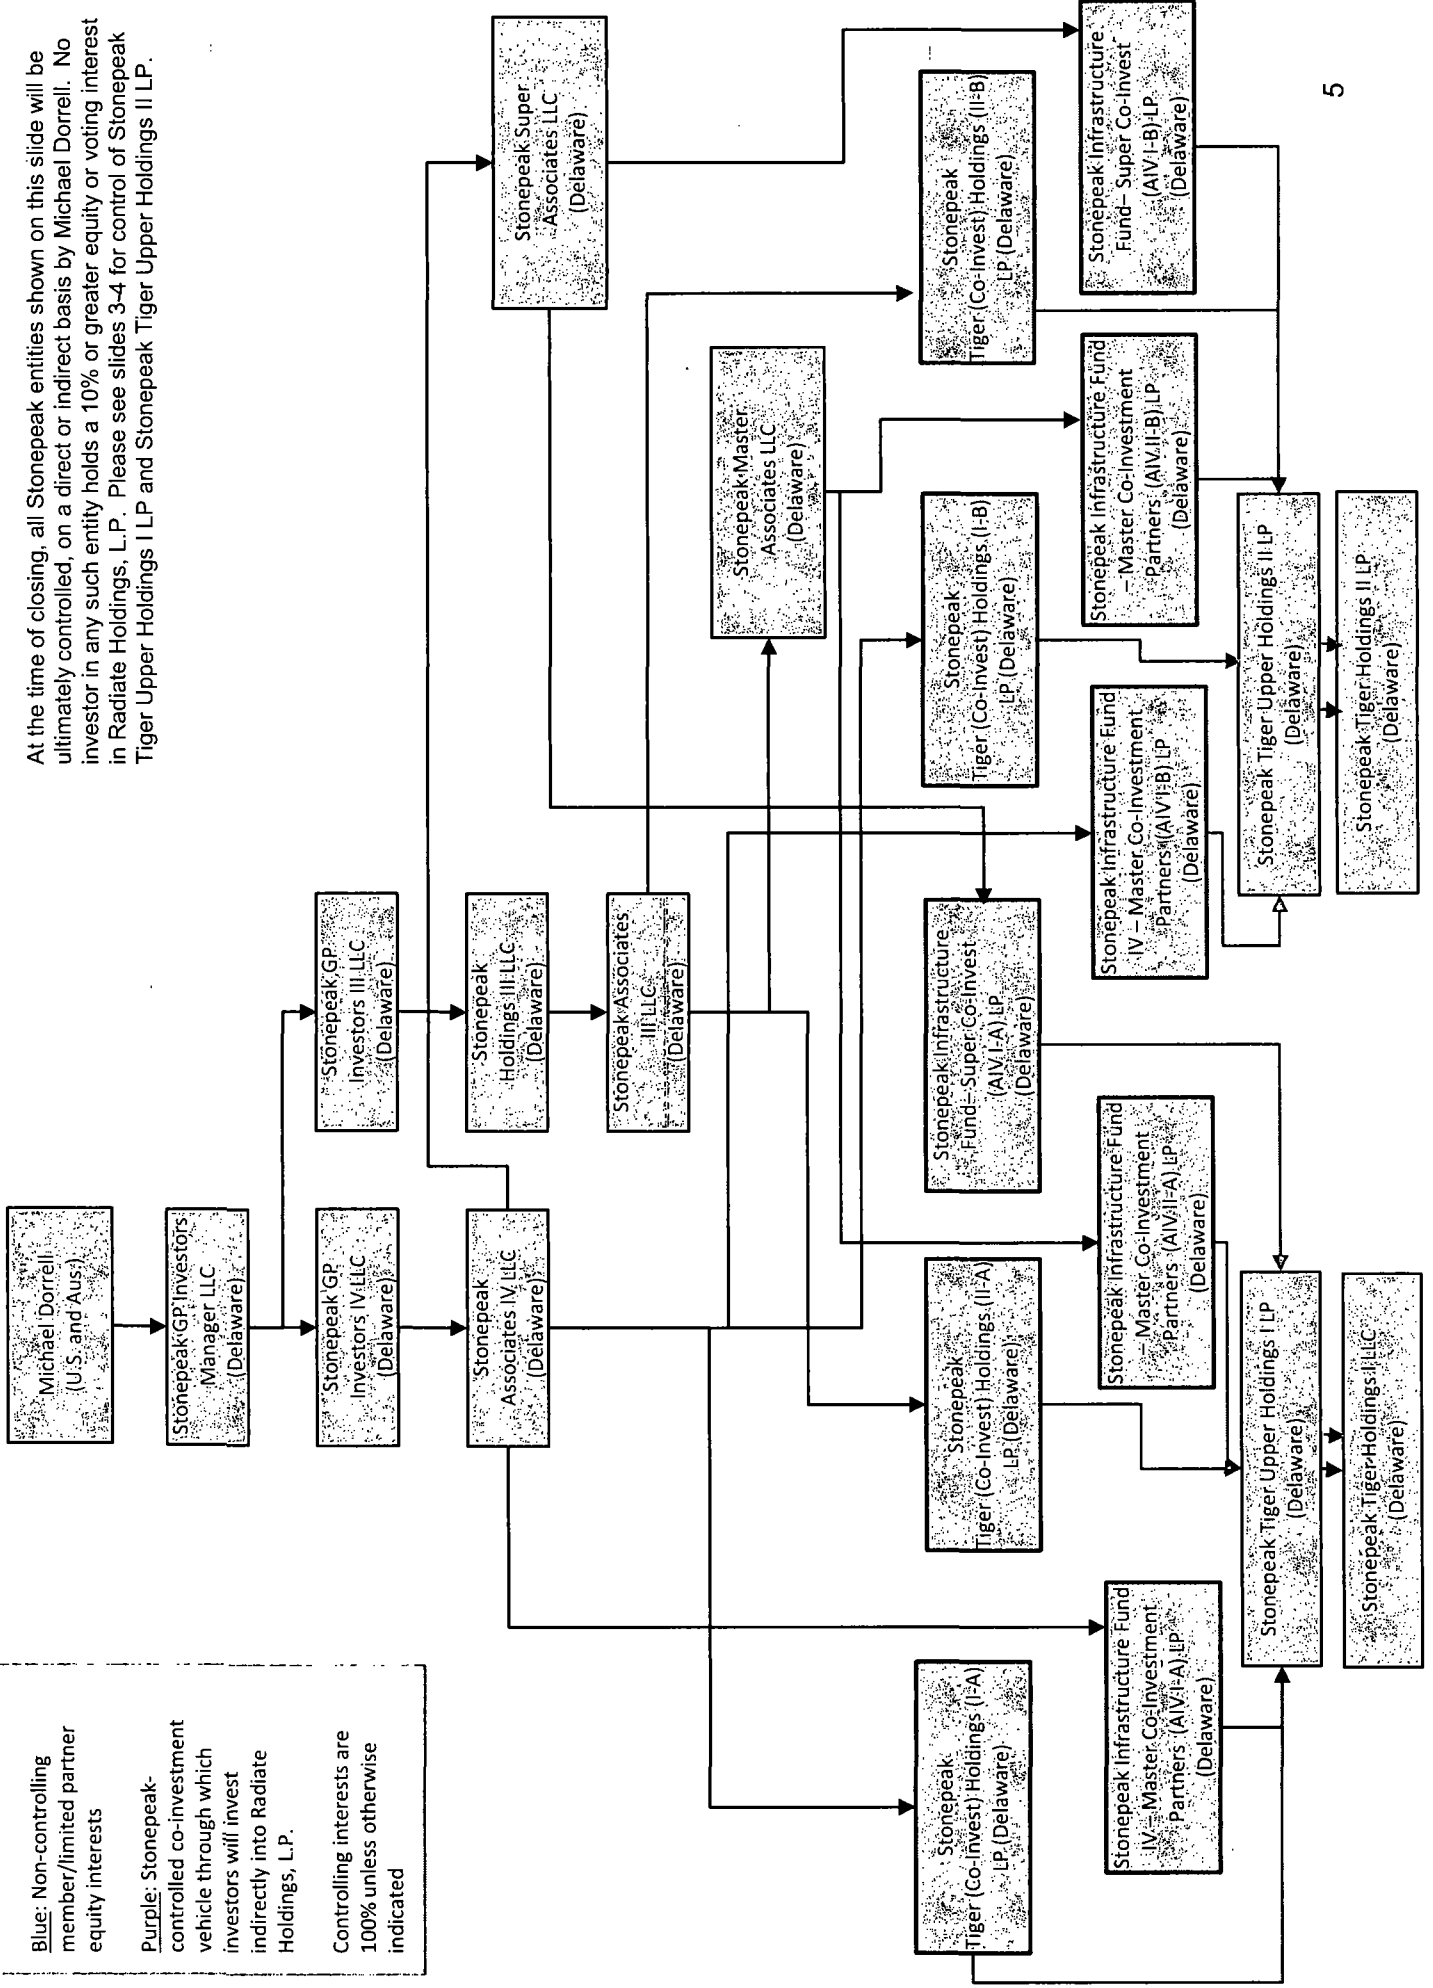 At the time of closing, all Stonepeak entities shown on this slide will be
ultimately controlled, on a direct or indirect basis by Michael Dorrell. No
investor in any such entity holds a 10% or greater equity or voting interest
in Radiate Holdings, L.P. Please see slides 3-4 for control of Stonepeak
Tiger Upper Holdings I LP and Stonepeak Tiger Upper Holdings II LP.
Blue: Non-controlling
member/limited partner
equity interests
Purple: Stonepeak-
controlled co-investment
vehicle through which
investors will invest
indirectly into Radiate
Holdings, L.P.
Controlling interests are
100% unless otherwise
indicated
Michael Dorrell
(U.S. and Aus.)
Stonepeak GP Investors
Manager LLC
(Delaware)
Stonepeak GP
Investors IV LLC
(Delaware)
Stonepeak GP
Investors III LLC
(Delaware)
Stonepeak
Associates IV LLC
(Delaware)
Stonepeak
Holdings III LLC
(Delaware)
Stonepeak Super
Associates LLC
(Delaware)
Stonepeak Associates
III LLC
(Delaware)
Stonepeak Master
Associates LLC
(Delaware)
Stonepeak
Tiger (Co-Invest) Holdings (I-A)
LP (Delaware)
Stonepeak
Tiger (Co-Invest) Holdings (II-A)
LP (Delaware)
Stonepeak Infrastructure
Fund– Super Co-Invest
(AIV I-A) LP
(Delaware)
Stonepeak
Tiger (Co-Invest) Holdings (I-B)
LP (Delaware)
Stonepeak
Tiger (Co-Invest) Holdings (II-B)
LP (Delaware)
Stonepeak Infrastructure Fund
IV – Master Co-Investment
Partners (AIV I-A) LP
(Delaware)
Stonepeak Infrastructure Fund
– Master Co-Investment
Partners (AIV II-A) LP
(Delaware)
Stonepeak Infrastructure Fund
IV – Master Co-Investment
Partners (AIV I-B) LP
(Delaware)
Stonepeak Infrastructure Fund
– Master Co-Investment
Partners (AIV II-B) LP
(Delaware)
Stonepeak Infrastructure
Fund– Super Co-Invest
(AIV I-B) LP
(Delaware)
Stonepeak Tiger Upper Holdings I LP
(Delaware)
Stonepeak Tiger Upper Holdings II LP
(Delaware)
Stonepeak Tiger Holdings I LLC
(Delaware)
Stonepeak Tiger Holdings II LP
(Delaware)
5